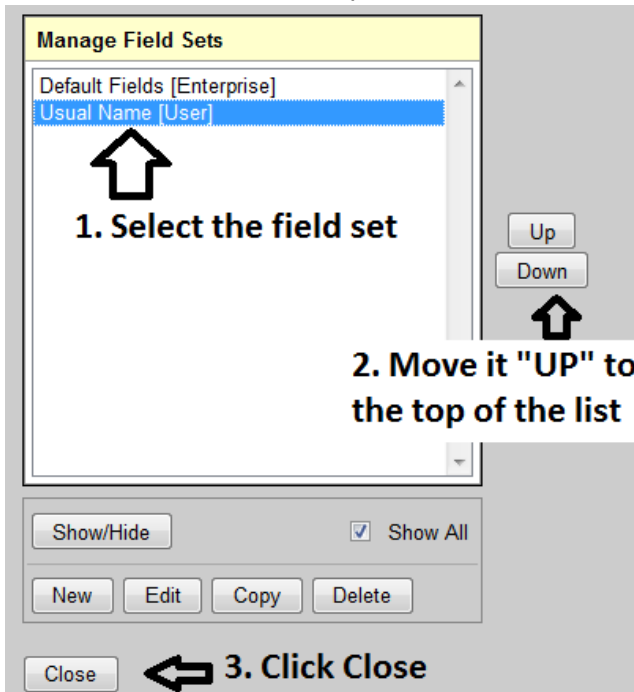 Manage Field Sets
Default Fields [Enterprise]
Usual Name [User]
1. Select the field set
Up
Down
2. Move it "UP" to
the top of the list
Show/Hide
Show All
New
Edit
Copy
Delete
Close
3. Click Close